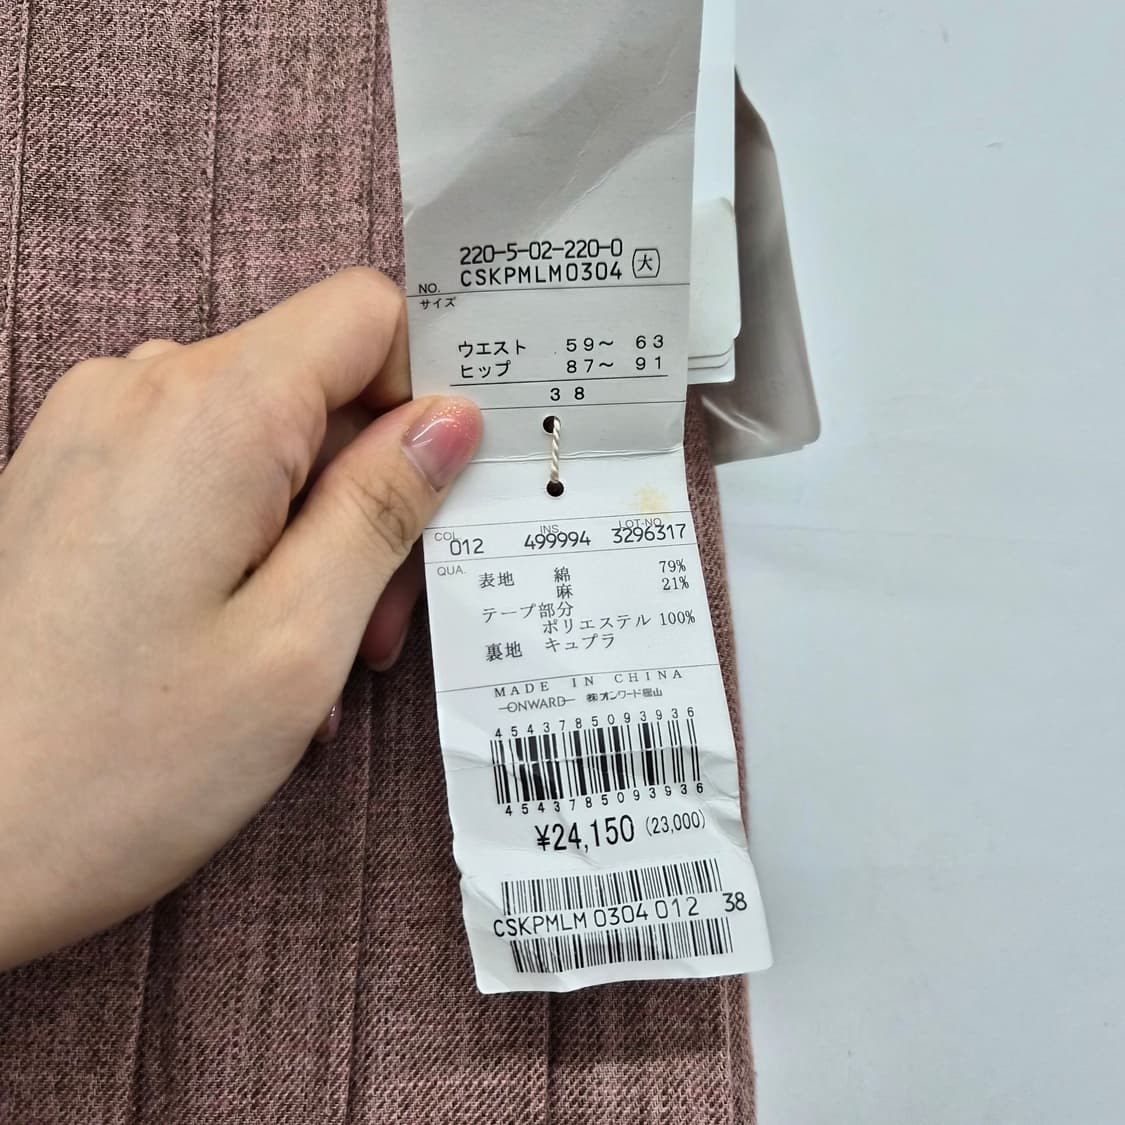 220-5-02-220-0
NO. CSKPMLM0304 大
サイズ
ウエスト 59～ 63
ヒップ 87～ 91
38
COL. INS. LOT-NO.
012 499994 3296317
QUA.
表地 綿 79%
麻 21%
テープ部分
ポリエステル 100%
裏地 キュプラ
MADE IN CHINA
ONWARD ㈱オンワード樫山
4543785093936
4543785093936
¥24,150 (23,000)
CSKPMLM 0304 012 38